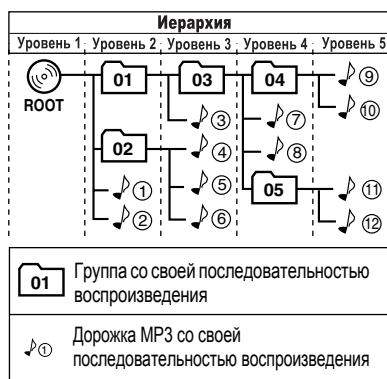 Иерархия
Уровень 1 Уровень 2 Уровень 3 Уровень 4 Уровень 5
ROOT
01 03 04 ⑨
⑩
③ ⑦
02 ④ ⑧
① ⑤ 05 ⑪
② ⑥ ⑫
01 Группа со своей последовательностью
воспроизведения
① Дорожка MP3 со своей
последовательностью воспроизведения